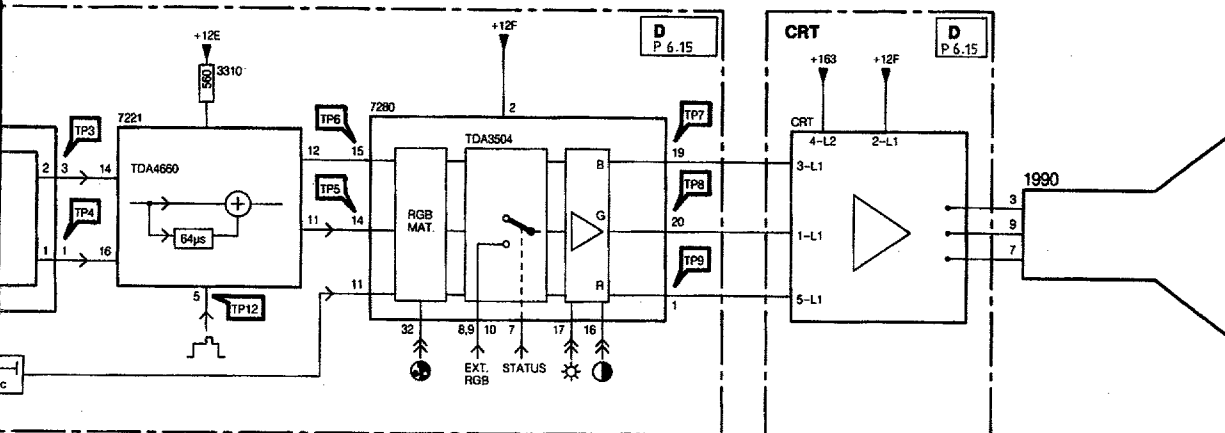 +12E
560
3310
7221
TDA4660
64µs
TP3
TP4
2 3 14
1 1 16
5
TP12
c
12
11
TP6
TP5
15
14
11
7280
+12F
2
TDA3504
RGB
MAT.
B
G
R
32
8,9
10
7
17
16
EXT.
RGB
STATUS
D
P 6.15
TP7
19
TP8
20
TP9
1
CRT
D
P 6.15
+163
+12F
CRT
4-L2
2-L1
3-L1
1-L1
5-L1
3
9
7
1990